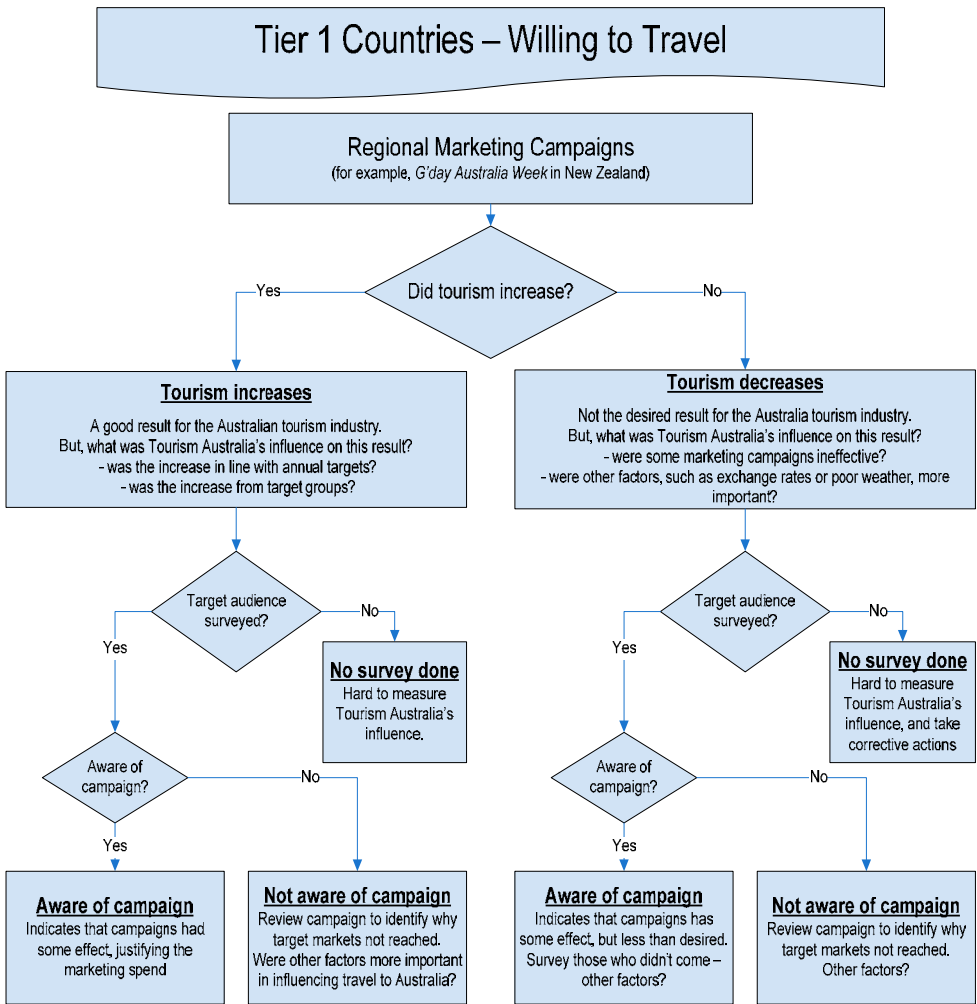 Tier 1 Countries – Willing to Travel
Regional Marketing Campaigns
(for example, G'day Australia Week in New Zealand)
Did tourism increase?
Yes
No
Tourism increases
A good result for the Australian tourism industry.
But, what was Tourism Australia's influence on this result?
- was the increase in line with annual targets?
- was the increase from target groups?
Tourism decreases
Not the desired result for the Australia tourism industry.
But, what was Tourism Australia's influence on this result?
- were some marketing campaigns ineffective?
- were other factors, such as exchange rates or poor weather, more
important?
Target audience
surveyed?
No
Yes
No survey done
Hard to measure
Tourism Australia's
influence.
Target audience
surveyed?
No
Yes
No survey done
Hard to measure
Tourism Australia's
influence, and take
corrective actions
Aware of
campaign?
No
Yes
Aware of
campaign?
No
Yes
Aware of campaign
Indicates that campaigns had
some effect, justifying the
marketing spend
Not aware of campaign
Review campaign to identify why
target markets not reached.
Were other factors more important
in influencing travel to Australia?
Aware of campaign
Indicates that campaigns has
some effect, but less than desired.
Survey those who didn't come –
other factors?
Not aware of campaign
Review campaign to identify why
target markets not reached.
Other factors?